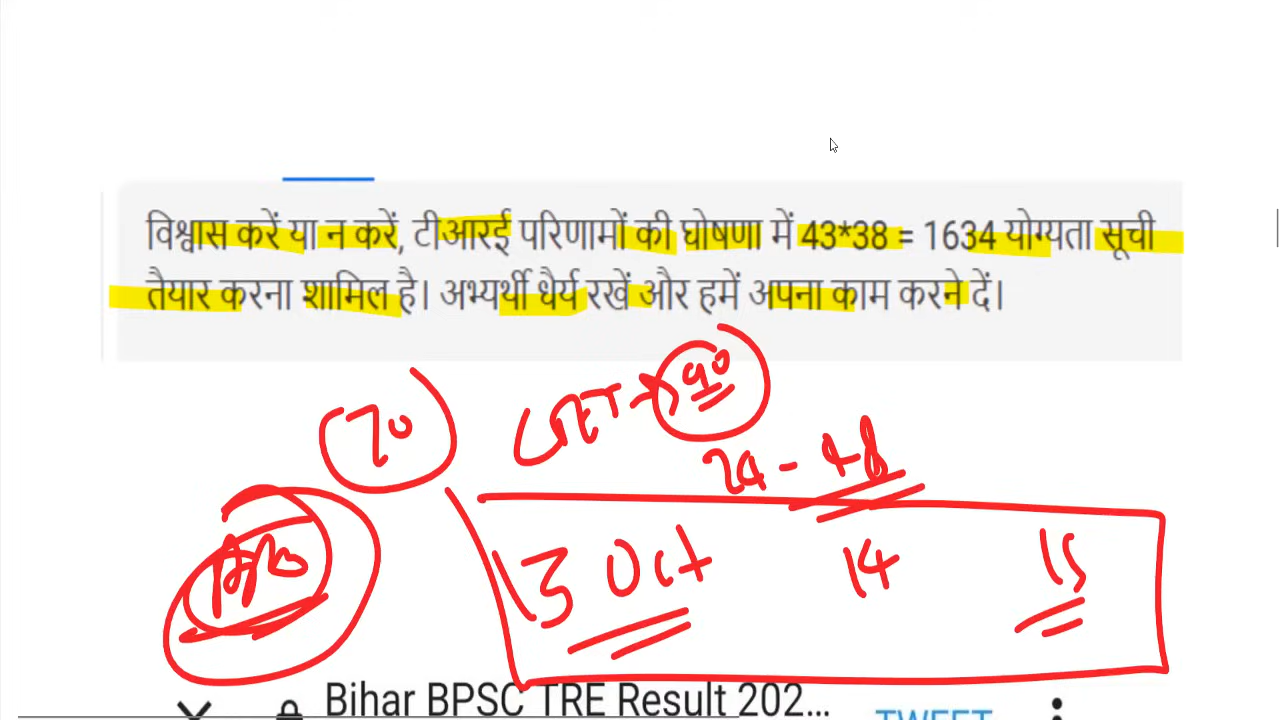 विश्वास करें या न करें, टीआरई परिणामों की घोषणा में 43*38 = 1634 योग्यता सूची
तैयार करना शामिल है। अभ्यर्थी धैर्य रखें और हमें अपना काम करने दें।
70
90
24 - 48
13 Oct 14 15
Bihar BPSC TRE Result 202...
TWEET